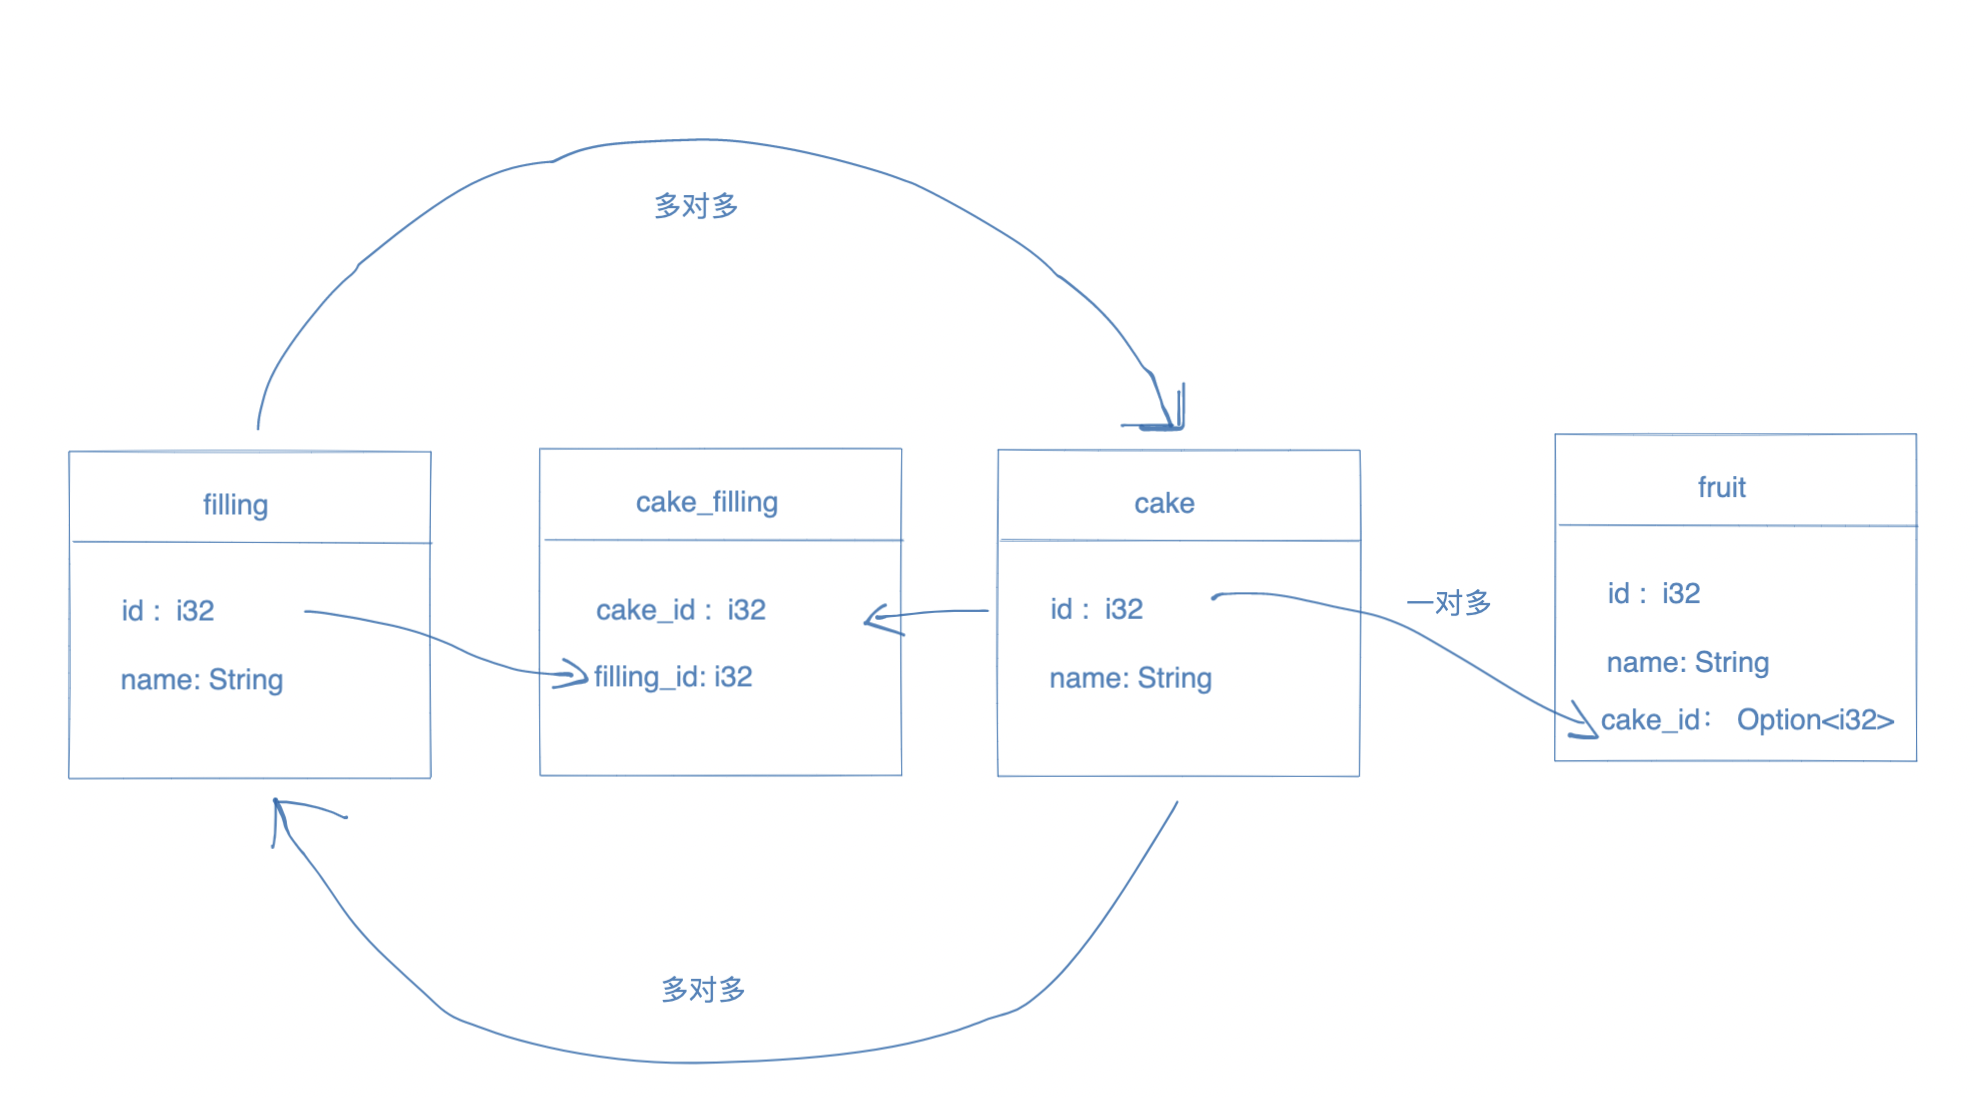 多对多
filling
id : i32
name: String
cake_filling
cake_id : i32
filling_id: i32
cake
id : i32
name: String
一对多
fruit
id : i32
name: String
cake_id: Option<i32>
多对多